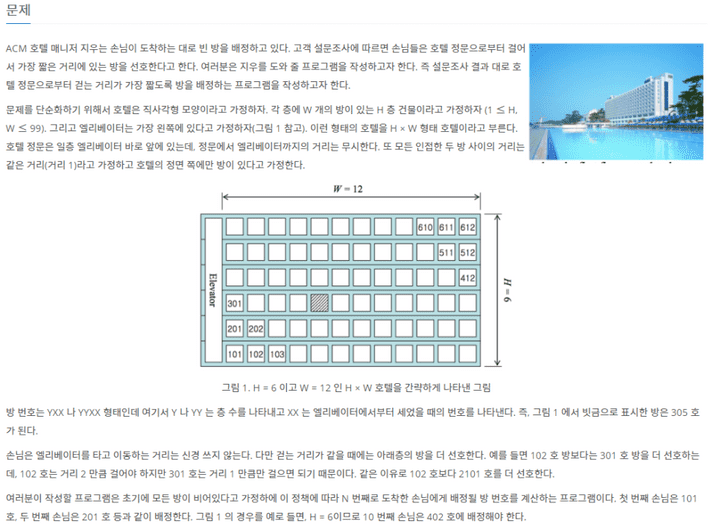 문제
ACM 호텔 매니저 지우는 손님이 도착하는 대로 빈 방을 배정하고 있다. 고객 설문조사에 따르면 손님들은 호텔 정문으로부터 걸어
서 가장 짧은 거리에 있는 방을 선호한다고 한다. 여러분은 지우를 도와 줄 프로그램을 작성하고자 한다. 즉 설문조사 결과 대로 호
텔 정문으로부터 걷는 거리가 가장 짧도록 방을 배정하는 프로그램을 작성하고자 한다.
문제를 단순화하기 위해서 호텔은 직사각형 모양이라고 가정하자. 각 층에 W 개의 방이 있는 H 층 건물이라고 가정하자 (1 ≤ H,
W ≤ 99). 그리고 엘리베이터는 가장 왼쪽에 있다고 가정하자(그림 1 참고). 이런 형태의 호텔을 H × W 형태 호텔이라고 부른다.
호텔 정문은 일층 엘리베이터 바로 앞에 있는데, 정문에서 엘리베이터까지의 거리는 무시한다. 또 모든 인접한 두 방 사이의 거리는
같은 거리(거리 1)라고 가정하고 호텔의 정면 쪽에만 방이 있다고 가정한다.
W = 12
610 611 612
511 512
412
Elevator
301
H = 6
201 202
101 102 103
그림 1. H = 6 이고 W = 12 인 H × W 호텔을 간략하게 나타낸 그림
방 번호는 YXX 나 YYXX 형태인데 여기서 Y 나 YY 는 층 수를 나타내고 XX 는 엘리베이터에서부터 세었을 때의 번호를 나타낸다. 즉, 그림 1 에서 빗금으로 표시한 방은 305 호
가 된다.
손님은 엘리베이터를 타고 이동하는 거리는 신경 쓰지 않는다. 다만 걷는 거리가 같을 때에는 아래층의 방을 더 선호한다. 예를 들면 102 호 방보다는 301 호 방을 더 선호하는
데, 102 호는 거리 2 만큼 걸어야 하지만 301 호는 거리 1 만큼만 걸으면 되기 때문이다. 같은 이유로 102 호보다 2101 호를 더 선호한다.
여러분이 작성할 프로그램은 초기에 모든 방이 비어있다고 가정하에 이 정책에 따라 N 번째로 도착한 손님에게 배정될 방 번호를 계산하는 프로그램이다. 첫 번째 손님은 101
호, 두 번째 손님은 201 호 등과 같이 배정한다. 그림 1 의 경우를 예로 들면, H = 6이므로 10 번째 손님은 402 호에 배정해야 한다.